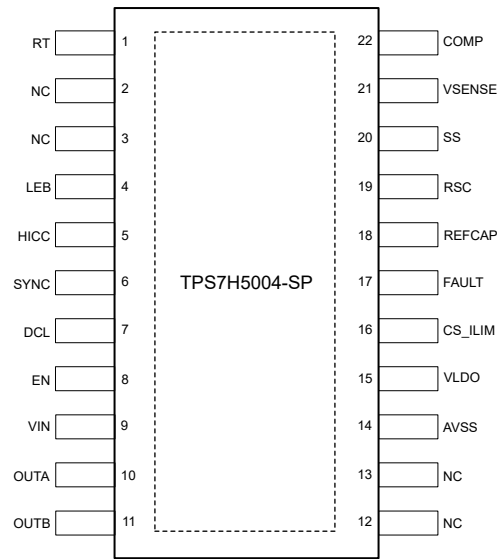 RT 1 22 COMP
NC 2 21 VSENSE
NC 3 20 SS
LEB 4 19 RSC
HICC 5 18 REFCAP
SYNC 6 TPS7H5004-SP 17 FAULT
DCL 7 16 CS_ILIM
EN 8 15 VLDO
VIN 9 14 AVSS
OUTA 10 13 NC
OUTB 11 12 NC